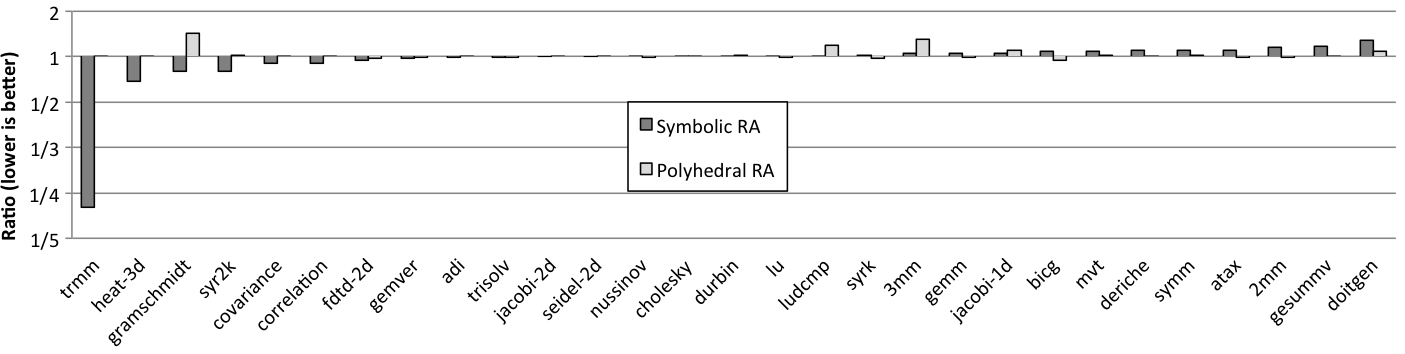 Ratio (lower is better)
2
1
1/2
1/3
1/4
1/5
Symbolic RA
Polyhedral RA
trmm
heat-3d
gramschmidt
syr2k
covariance
correlation
fdtd-2d
gemver
adi
trisolv
jacobi-2d
seidel-2d
nussinov
cholesky
durbin
lu
ludcmp
syrk
3mm
gemm
jacobi-1d
bicg
mvt
deriche
symm
atax
2mm
gesummv
doitgen